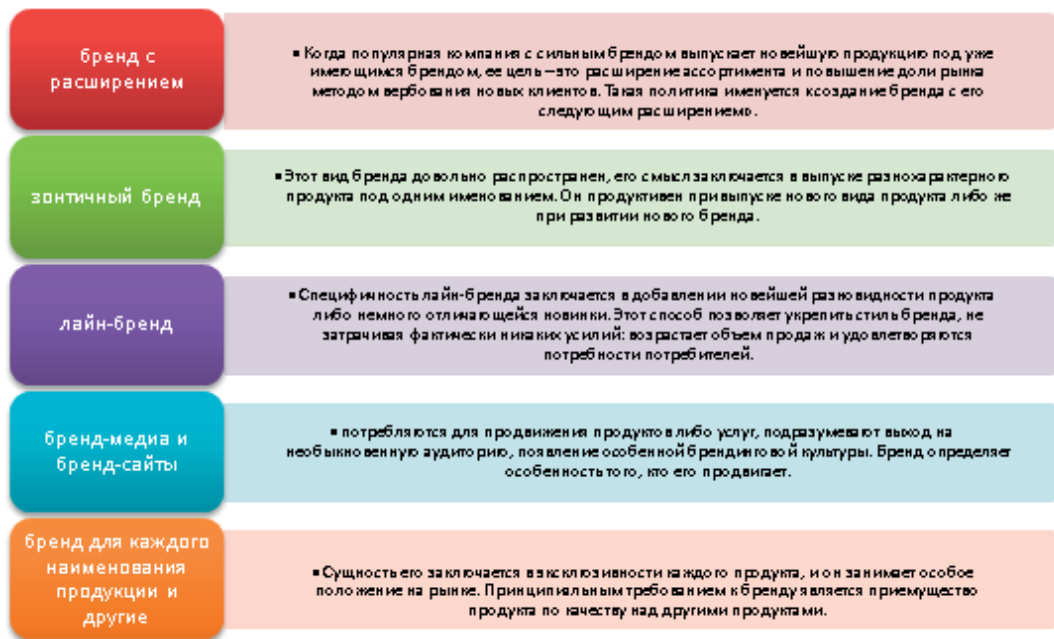 бренд с
расширением
▪ Когда популярная компания с сильным брендом выпускает новейшую продукцию под уже
имеющимся брендом, ее цель – это расширение ассортимента и повышение доли рынка
методом вербования новых клиентов. Такая политика именуется «создание бренда с его
следующим расширением».
зонтичный бренд
▪ Этот вид бренда довольно распространен, его смысл заключается в выпуске разнохарактерного
продукта под одним именованием. Он продуктивен при выпуске нового вида продукта либо же
при развитии нового бренда.
лайн-бренд
▪ Специфичность лайн-бренда заключается в добавлении новейшей разновидности продукта
либо немного отличающейся новинки. Этот способ позволяет укрепить стиль бренда, не
затрачивая фактически никаких усилий: возрастает объем продаж и удовлетворяются
потребности потребителей.
бренд-медиа и
бренд-сайты
▪ потребляются для продвижения продуктов либо услуг, подразумевают выход на
необыкновенную аудиторию, появление особенной брендинговой культуры. Бренд определяет
особенность того, кто его продвигает.
бренд для каждого
наименования
продукции и
другие
▪ Сущность его заключается в эксклюзивности каждого продукта, и он занимает особое
положение на рынке. Принципиальным требованием к бренду является приемущество
продукта по качеству над другими продуктами.